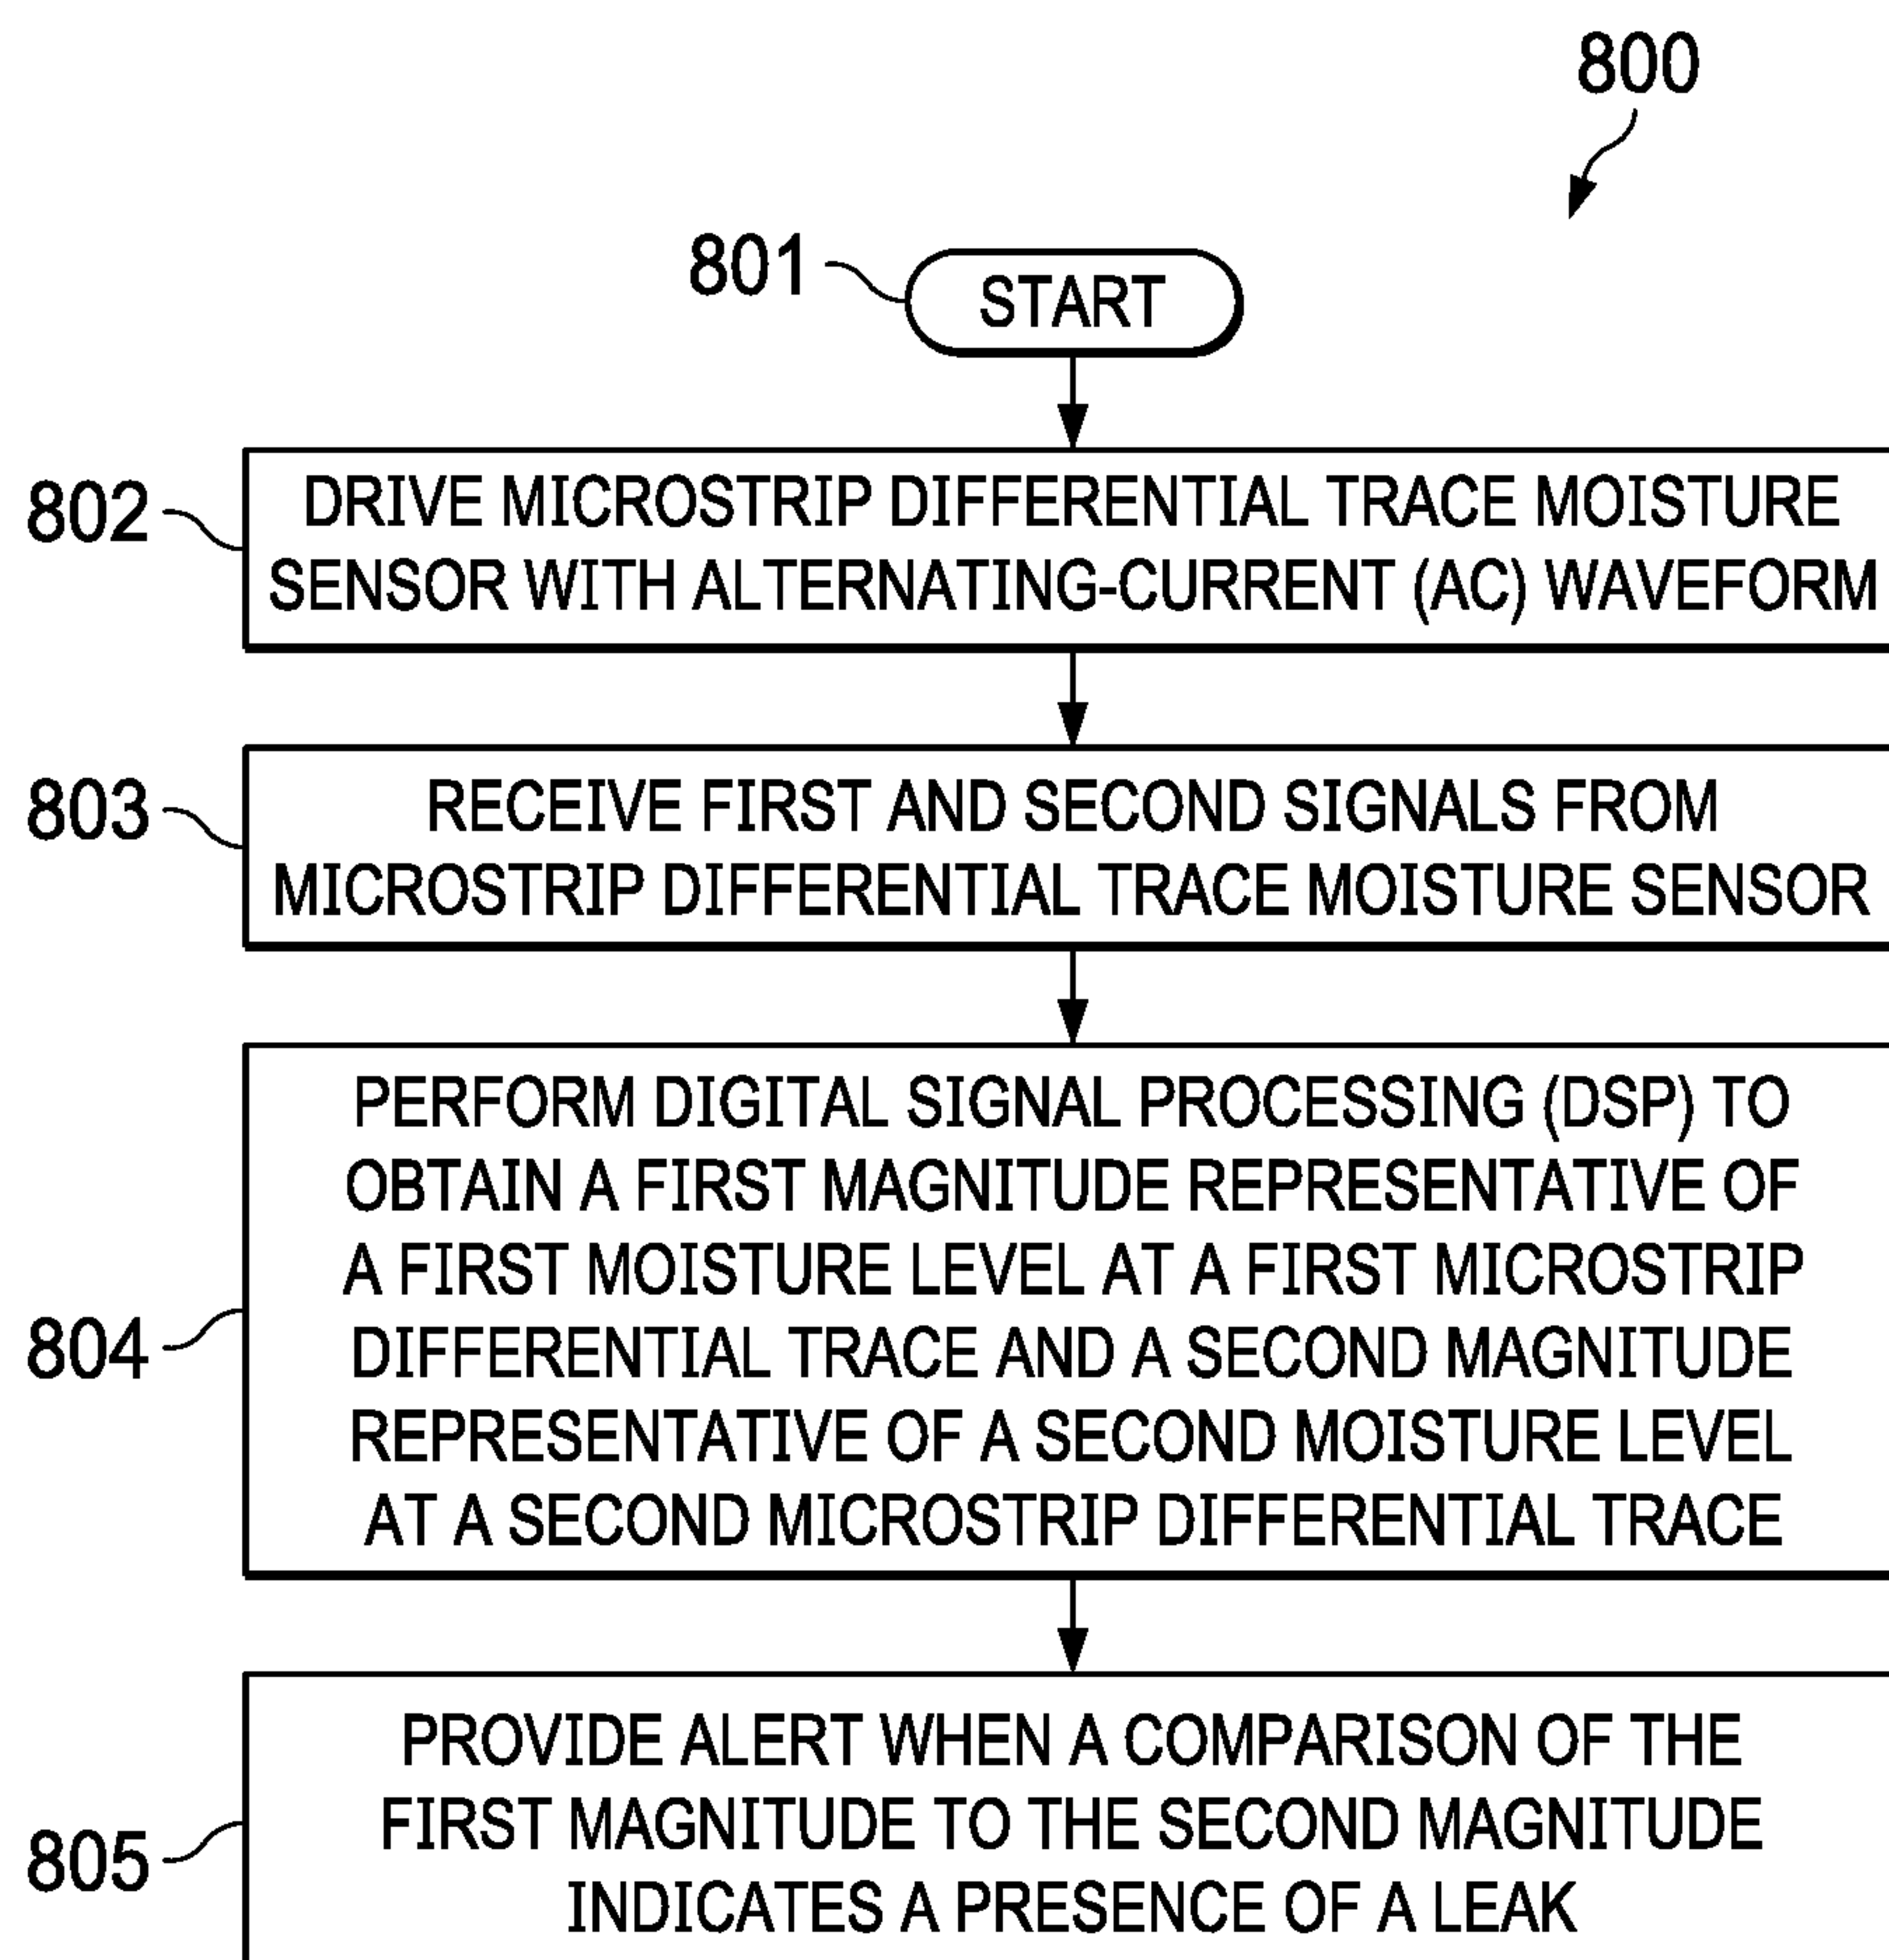 800
801
START
802
DRIVE MICROSTRIP DIFFERENTIAL TRACE MOISTURE
SENSOR WITH ALTERNATING-CURRENT (AC) WAVEFORM
803
RECEIVE FIRST AND SECOND SIGNALS FROM
MICROSTRIP DIFFERENTIAL TRACE MOISTURE SENSOR
804
PERFORM DIGITAL SIGNAL PROCESSING (DSP) TO
OBTAIN A FIRST MAGNITUDE REPRESENTATIVE OF
A FIRST MOISTURE LEVEL AT A FIRST MICROSTRIP
DIFFERENTIAL TRACE AND A SECOND MAGNITUDE
REPRESENTATIVE OF A SECOND MOISTURE LEVEL
AT A SECOND MICROSTRIP DIFFERENTIAL TRACE
805
PROVIDE ALERT WHEN A COMPARISON OF THE
FIRST MAGNITUDE TO THE SECOND MAGNITUDE
INDICATES A PRESENCE OF A LEAK